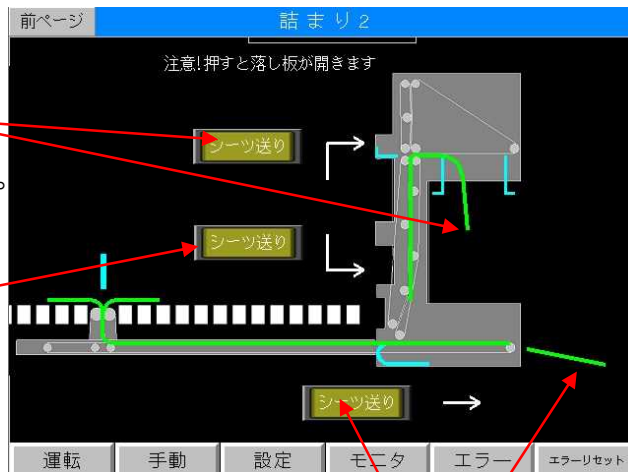 前ページ
詰まり2
注意!押すと落し板が開きます
シーツ送り
。
シーツ送り
シーツ送り
運転
手動
設定
モニタ
エラー
エラーリセット